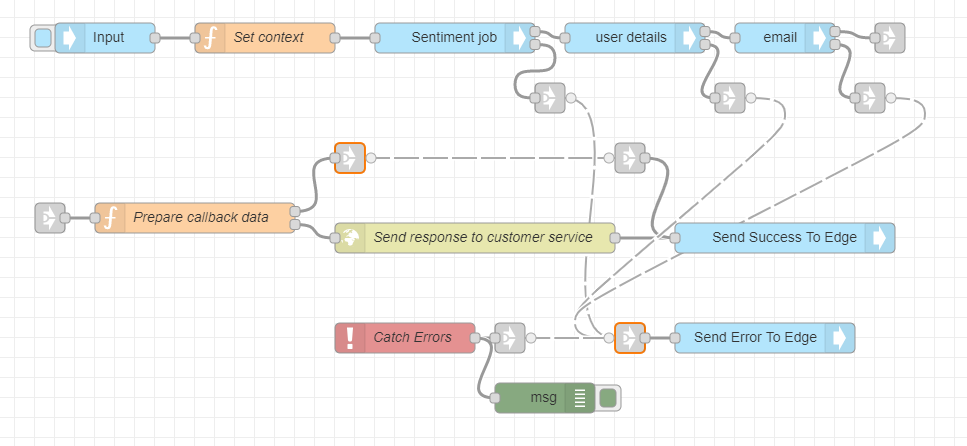 Input
Set context
Sentiment job
user details
email
Prepare callback data
Send response to customer service
Send Success To Edge
Catch Errors
Send Error To Edge
msg